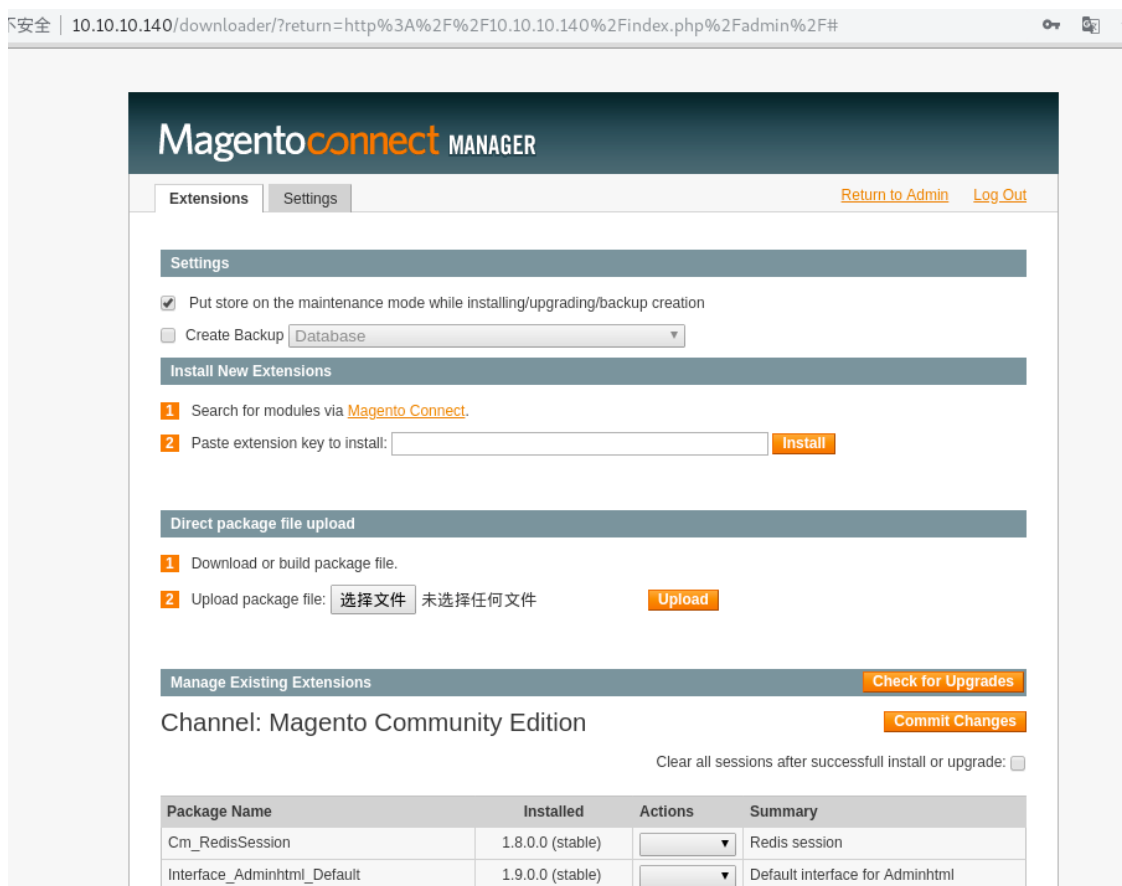 不安全 | 10.10.10.140/downloader/?return=http%3A%2F%2F10.10.10.140%2Findex.php%2Fadmin%2F#
Magentoconnect MANAGER
Extensions Settings Return to Admin Log Out
Settings
Put store on the maintenance mode while installing/upgrading/backup creation
Create Backup Database
Install New Extensions
1 Search for modules via Magento Connect.
2 Paste extension key to install: Install
Direct package file upload
1 Download or build package file.
2 Upload package file: 选择文件 未选择任何文件 Upload
Manage Existing Extensions Check for Upgrades
Channel: Magento Community Edition Commit Changes
Clear all sessions after successfull install or upgrade:
Package Name Installed Actions Summary
Cm_RedisSession 1.8.0.0 (stable) Redis session
Interface_Adminhtml_Default 1.9.0.0 (stable) Default interface for Adminhtml